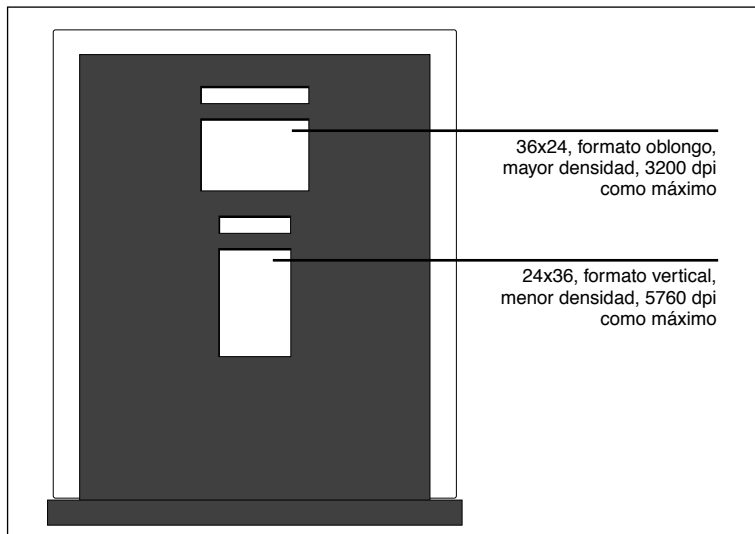 36x24, formato oblongo,
mayor densidad, 3200 dpi
como máximo
24x36, formato vertical,
menor densidad, 5760 dpi
como máximo